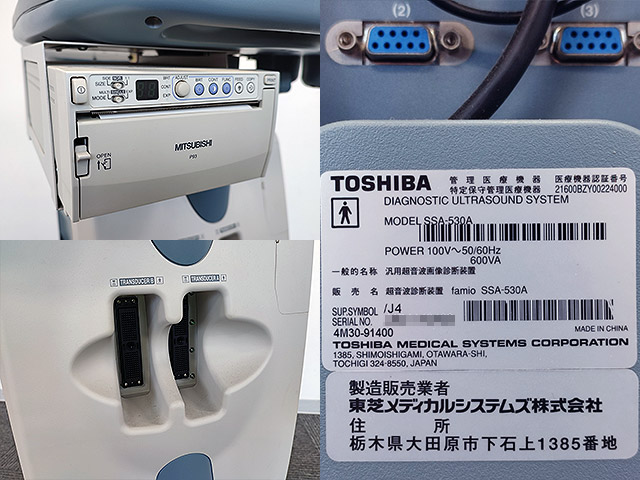 SIDE
SIZE
MULTI
MODE
BRT
CONT
EXT
ADJUST
BRT
CONT
FUNC
FEED
COPY
OPEN
MITSUBISHI
P93
TRANSDUCER B
TRANSDUCER A
(2)
(3)
TOSHIBA
管理医療機器
特定保守管理医療機器
医療機器認証番号
21600BZY00224000
DIAGNOSTIC ULTRASOUND SYSTEM
MODEL SSA-530A
POWER 100V～50/60Hz
600VA
一般的名称 汎用超音波画像診断装置
販売名 超音波診断装置 famio SSA-530A
SUP.SYMBOL /J4
SERIAL NO.
4M30-91400
MADE IN CHINA
TOSHIBA MEDICAL SYSTEMS CORPORATION
1385, SHIMOISHIGAMI, OTAWARA-SHI,
TOCHIGI 324-8550, JAPAN
製造販売業者
東芝メディカルシステムズ株式会社
住所
栃木県大田原市下石上1385番地